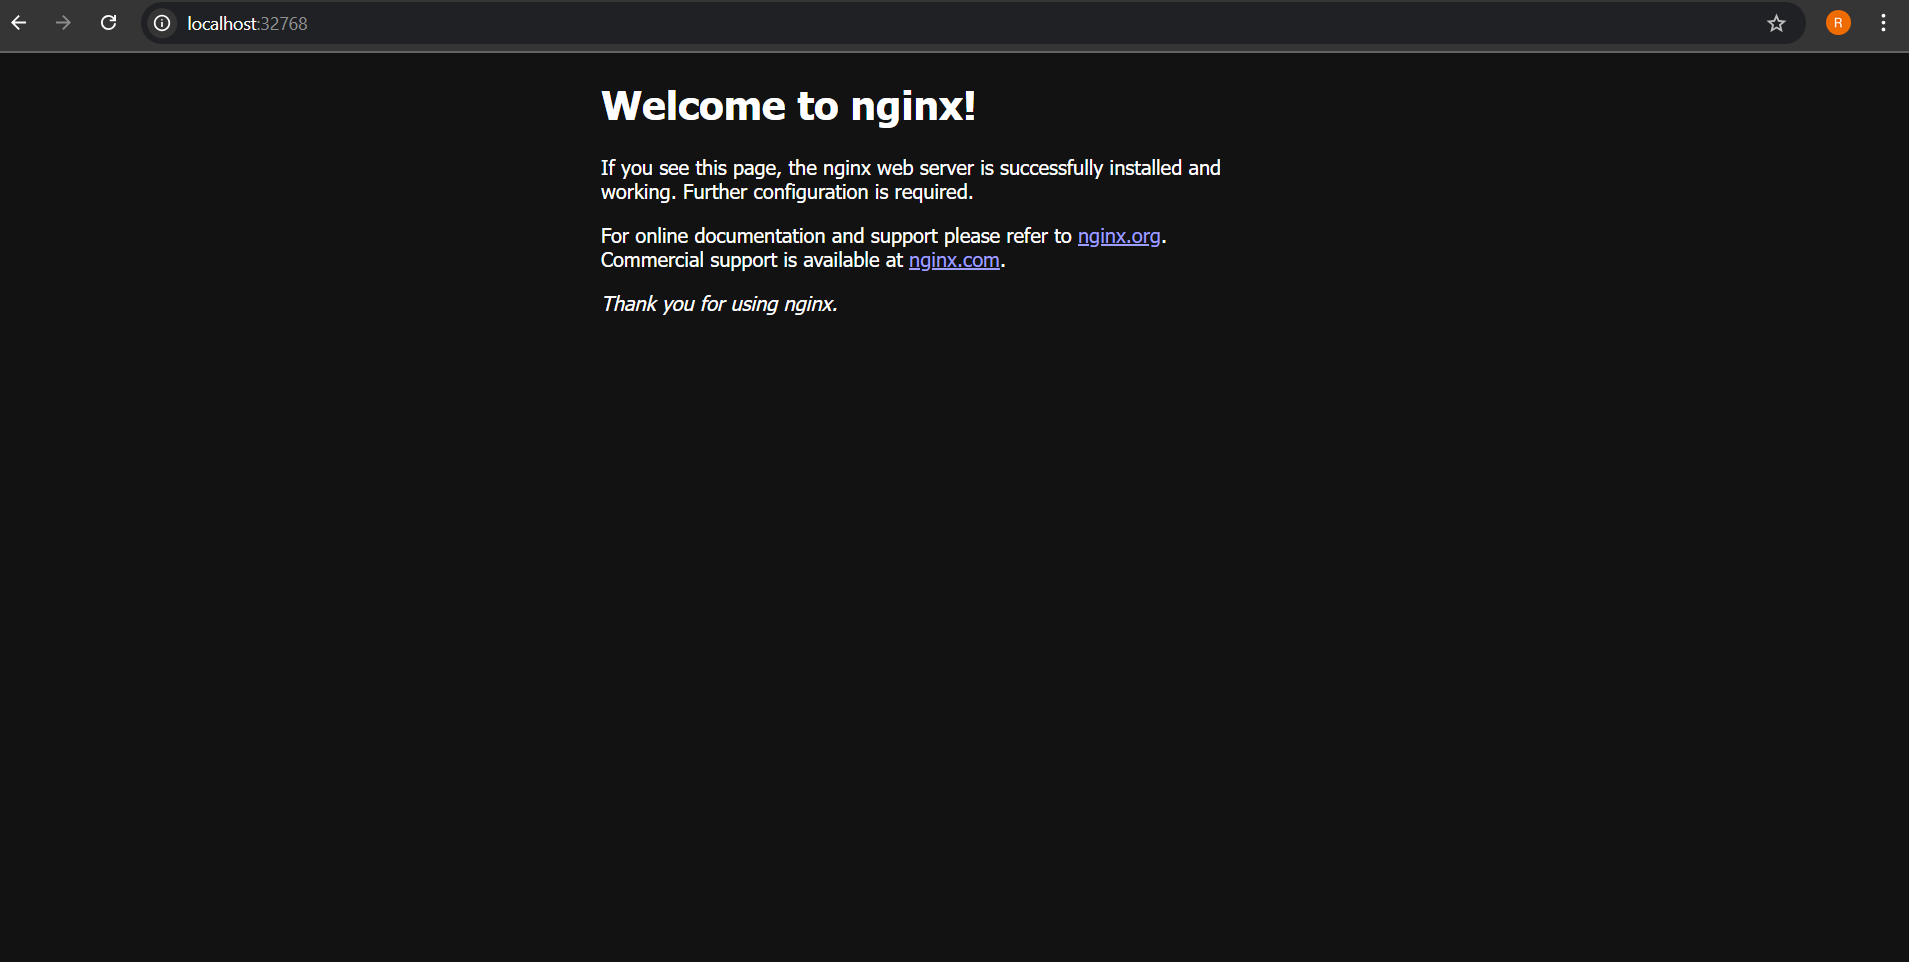 localhost:32768
R
Welcome to nginx!
If you see this page, the nginx web server is successfully installed and
working. Further configuration is required.
For online documentation and support please refer to nginx.org.
Commercial support is available at nginx.com.
Thank you for using nginx.